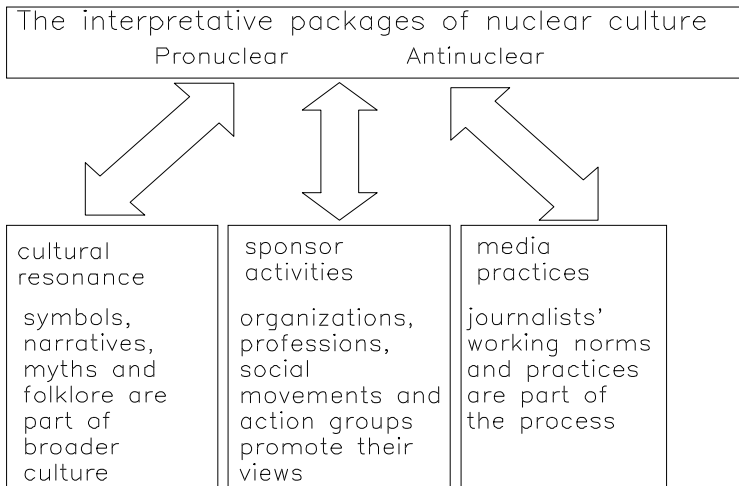 The interpretative packages of nuclear culture
Pronuclear Antinuclear
cultural
resonance
symbols,
narratives,
myths and
folklore are
part of
broader
culture
sponsor
activities
organizations,
professions,
social
movements and
action groups
promote their
views
media
practices
journalists'
working norms
and practices
are part of
the process